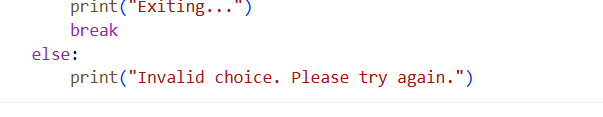 print("Exiting...")
break
else:
print("Invalid choice. Please try again.")